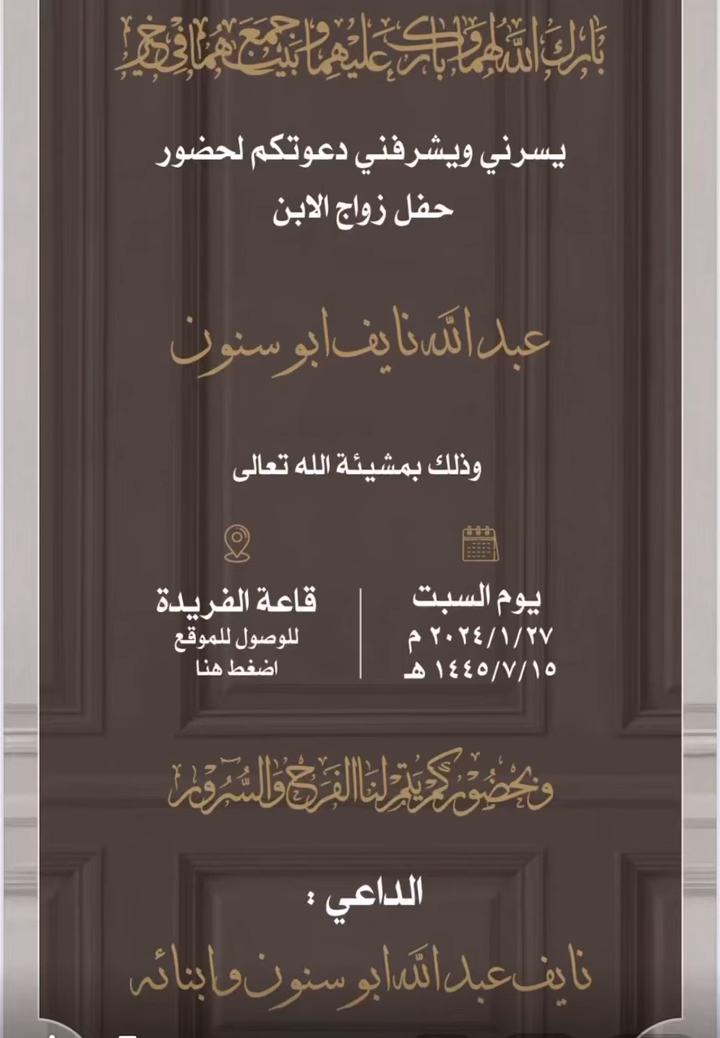 بارك الله لهما وبارك عليهما وجمع بينهما في خير
يسرني ويشرفني دعوتكم لحضور
حفل زواج الابن
عبدالله نايف ابو سنون
وذلك بمشيئة الله تعالى
يوم السبت
٢٠٢٤/١/٢٧ م
١٤٤٥/٧/١٥ هـ
قاعة الفريدة
للوصول للموقع
اضغط هنا
وبحضوركم يتم لنا الفرح والسرور
الداعي :
نايف عبدالله ابو سنون وابنائه